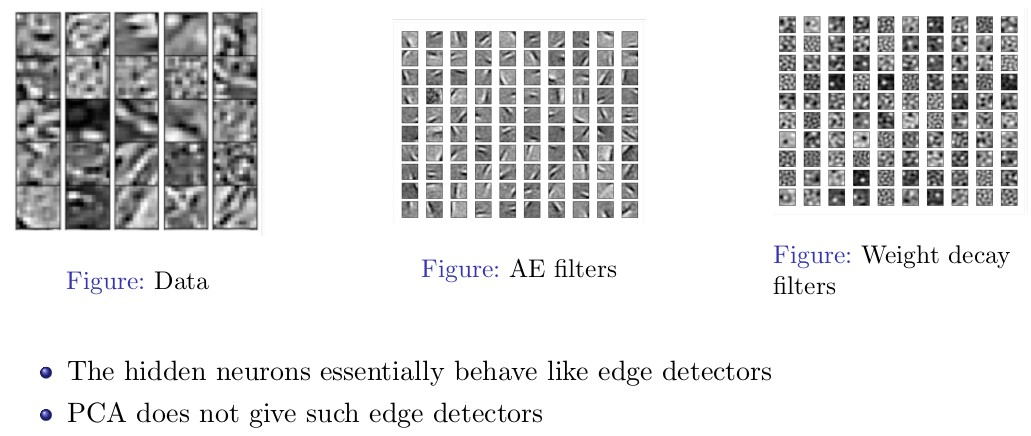 Figure: Data
Figure: AE filters
Figure: Weight decay
filters
The hidden neurons essentially behave like edge detectors
PCA does not give such edge detectors